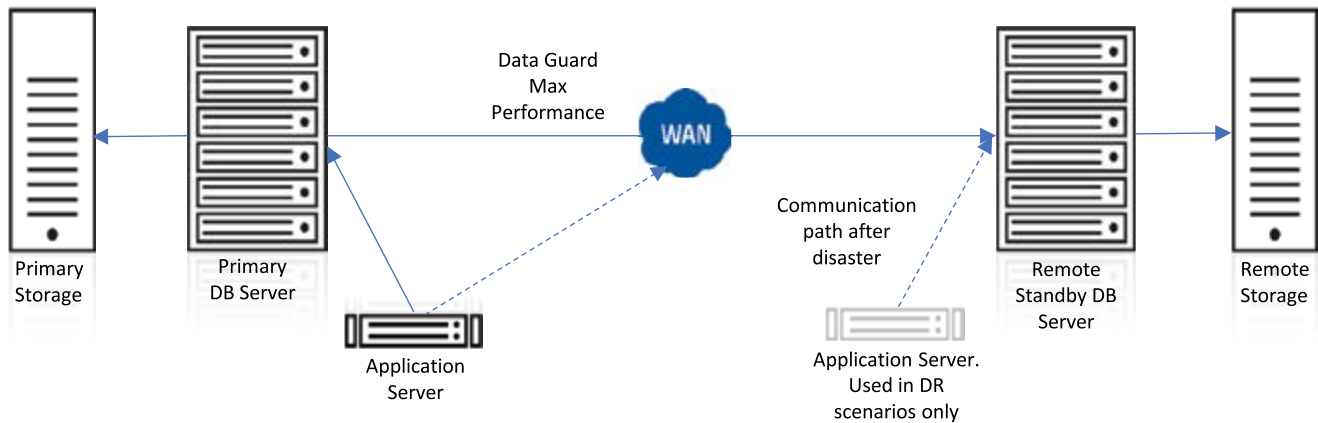 Data Guard
Max
Performance
WAN
Communication
path after
disaster
Primary
Storage
Primary
DB Server
Remote
Standby DB
Server
Remote
Storage
Application
Server
Application Server.
Used in DR
scenarios only